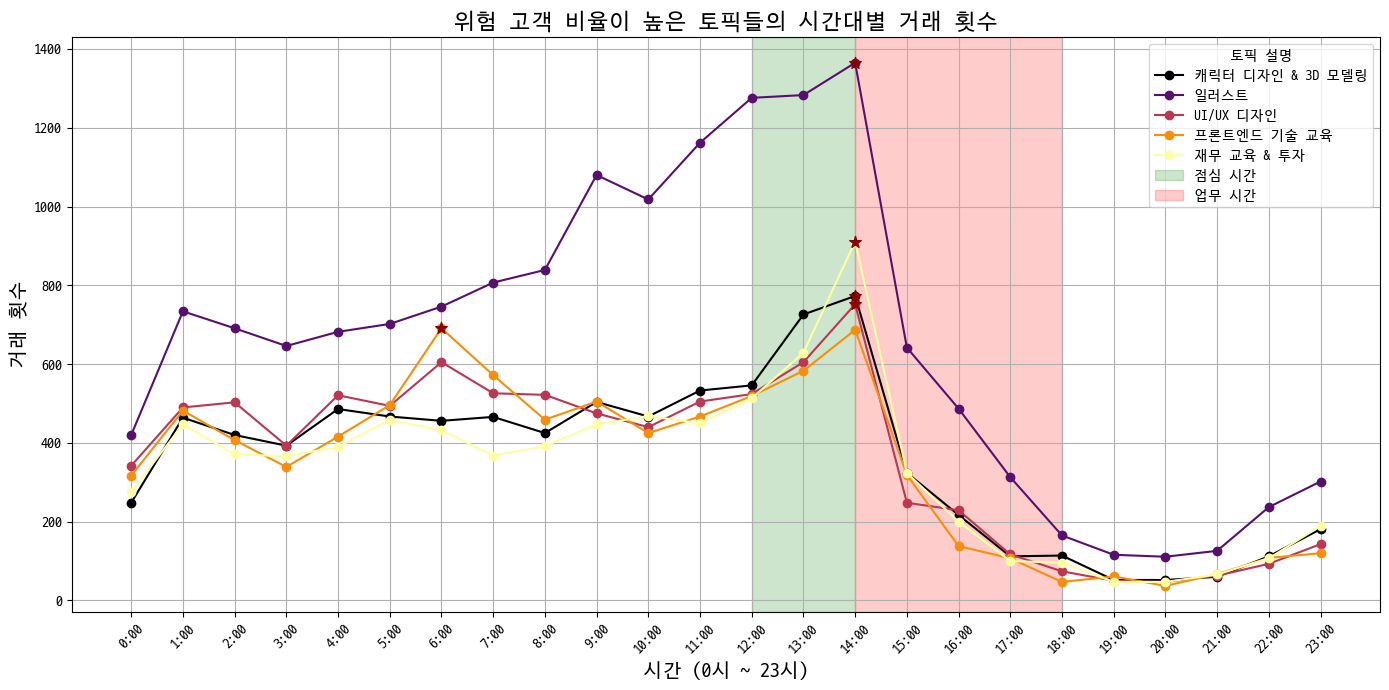 위험 고객 비율이 높은 토픽들의 시간대별 거래 횟수
거래 횟수
1400
1200
1000
800
600
400
200
0
토픽 설명
캐릭터 디자인 & 3D 모델링
일러스트
UI/UX 디자인
프론트엔드 기술 교육
재무 교육 & 투자
점심 시간
업무 시간
0:00
1:00
2:00
3:00
4:00
5:00
6:00
7:00
8:00
9:00
10:00
11:00
12:00
13:00
14:00
15:00
16:00
17:00
18:00
19:00
20:00
21:00
22:00
23:00
시간 (0시 ~ 23시)